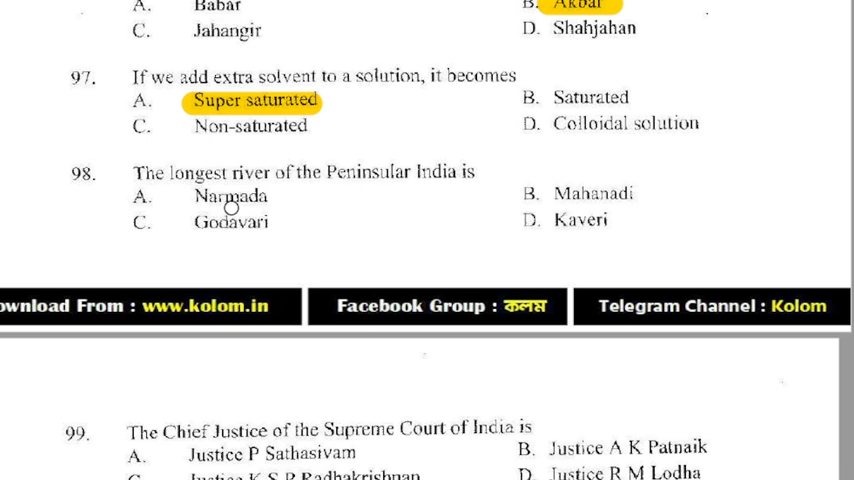 A. Babar B. Akbar
C. Jahangir D. Shahjahan
97. If we add extra solvent to a solution, it becomes
A. Super saturated B. Saturated
C. Non-saturated D. Colloidal solution
98. The longest river of the Peninsular India is
A. Narmada B. Mahanadi
C. Godavari D. Kaveri
ownload From : www.kolom.in Facebook Group : কলম Telegram Channel : Kolom
99. The Chief Justice of the Supreme Court of India is
A. Justice P Sathasivam B. Justice A K Patnaik
C. Justice K S P Radhakrishnan D. Justice R M Lodha